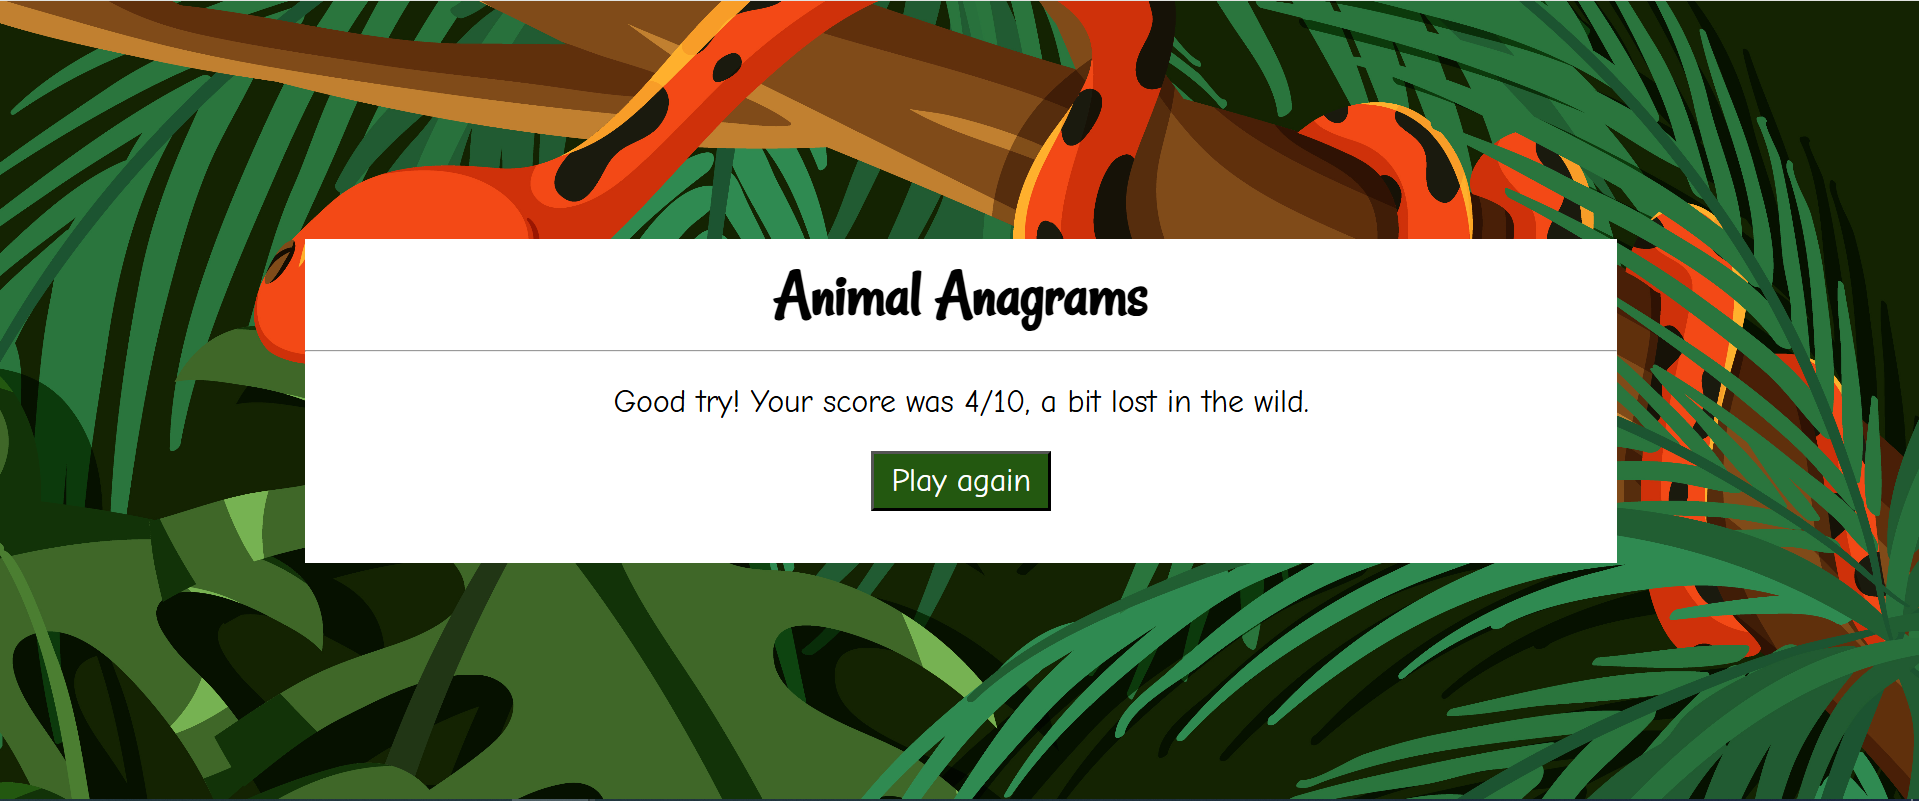 Animal Anagrams
Good try! Your score was 4/10, a bit lost in the wild.
Play again